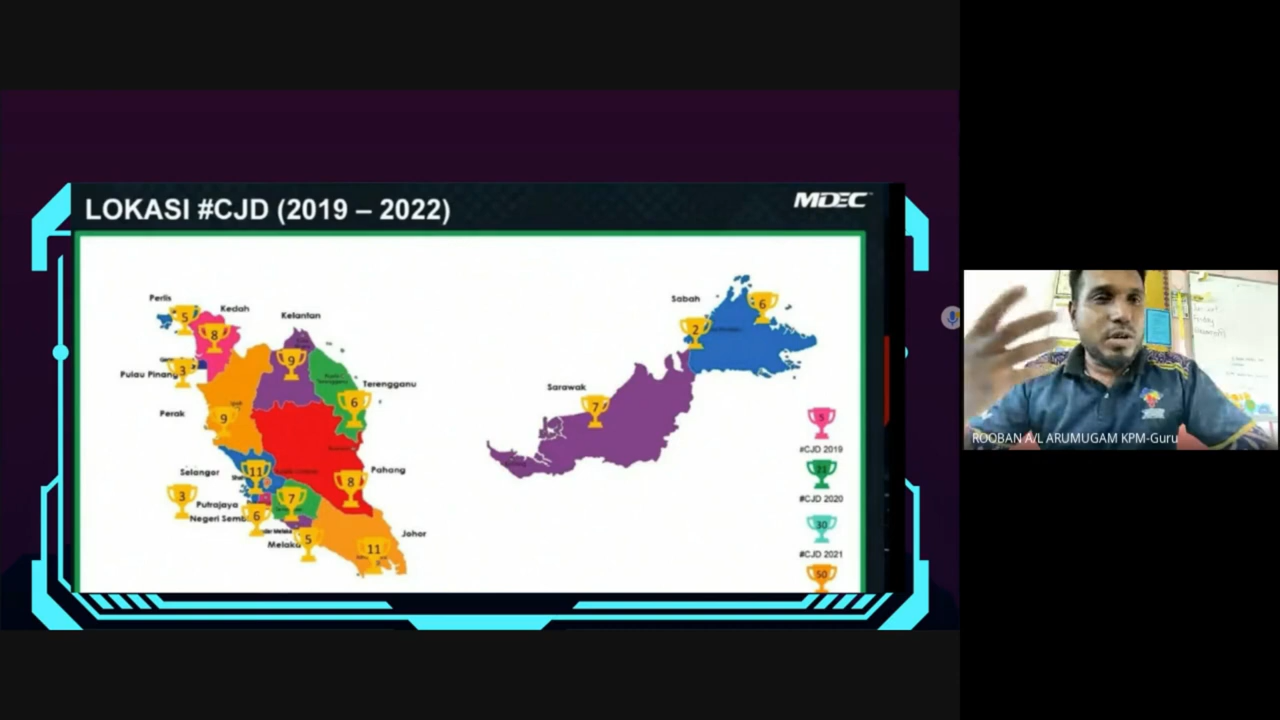 LOKASI #CJD (2019 – 2022)
MDEC
Perlis
5
Kedah
8
Kelantan
9
Pulau Pinang
3
Terengganu
6
Perak
9
Selangor
11
Pahang
8
3
Putrajaya
7
Negeri Semb
6
Melaka
5
Johor
11
Sabah
6
2
Sarawak
7
5
#CJD 2019
21
#CJD 2020
30
#CJD 2021
50
ROOBAN A/L ARUMUGAM KPM-Guru